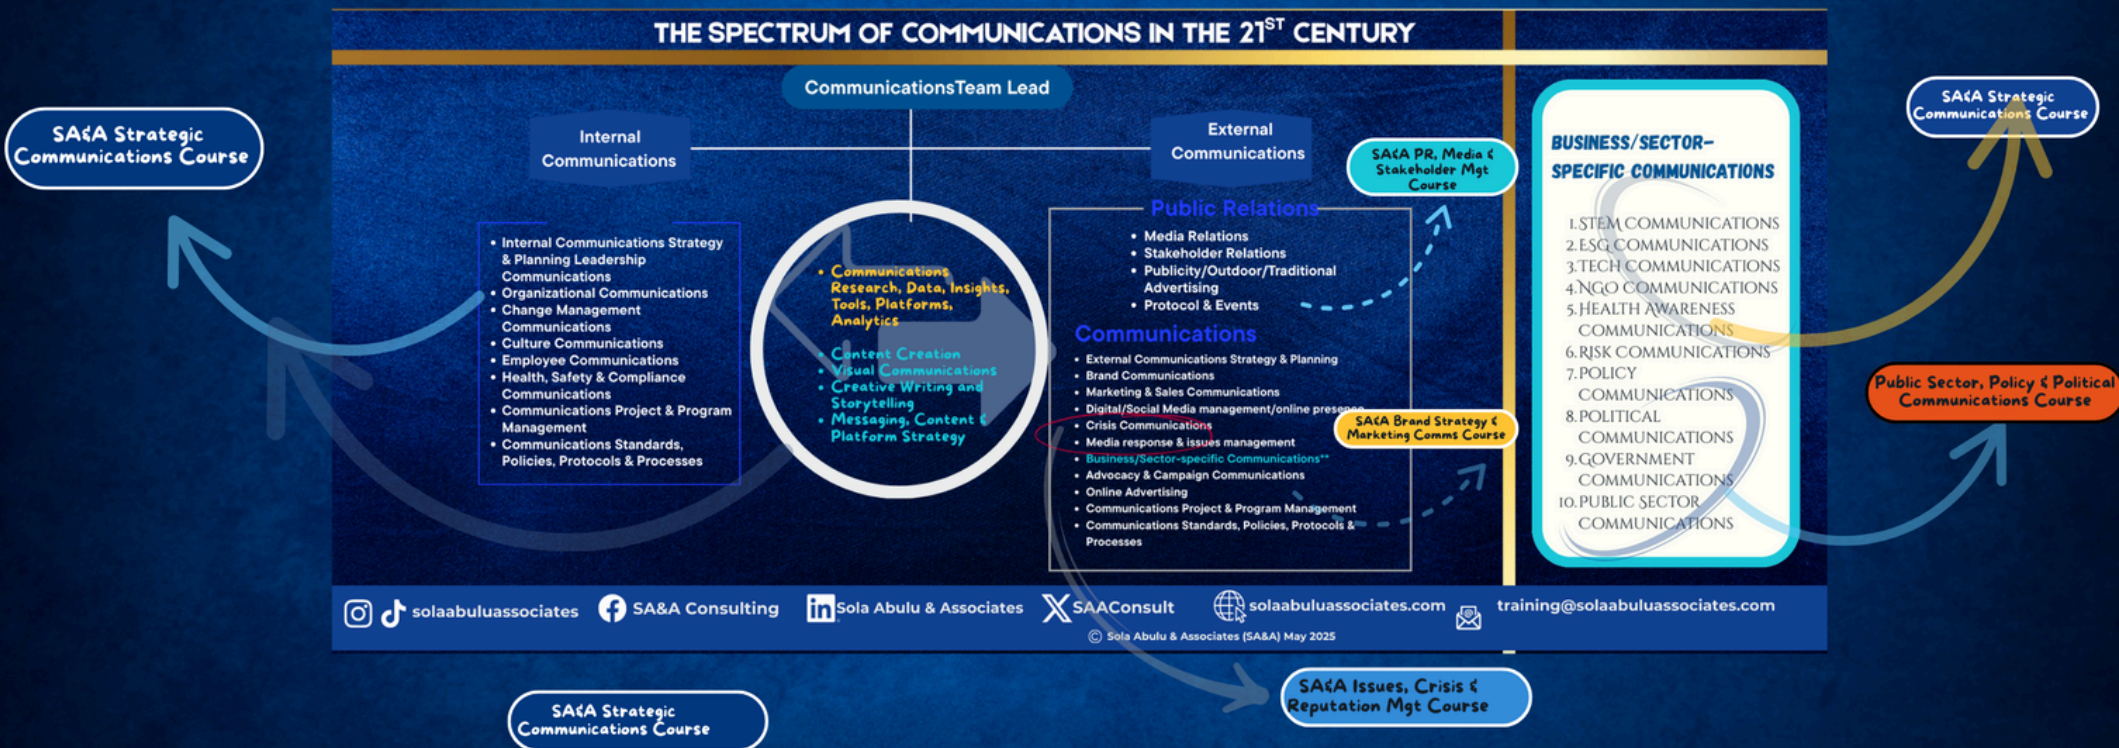 THE SPECTRUM OF COMMUNICATIONS IN THE 21ST CENTURY
CommunicationsTeam Lead
SA&A Strategic
Communications Course
Internal
Communications
External
Communications
SA&A PR, Media &
Stakeholder Mgt
Course
SA&A Strategic
Communications Course
• Internal Communications Strategy
& Planning Leadership
Communications
• Organizational Communications
• Change Management
Communications
• Culture Communications
• Employee Communications
• Health, Safety & Compliance
Communications
• Communications Project & Program
Management
• Communications Standards,
Policies, Protocols & Processes
• Communications
Research, Data, Insights,
Tools, Platforms,
Analytics
• Content Creation
• Visual Communications
• Creative Writing and
Storytelling
• Messaging, Content &
Platform Strategy
Public Relations
• Media Relations
• Stakeholder Relations
• Publicity/Outdoor/Traditional
Advertising
• Protocol & Events
Communications
• External Communications Strategy & Planning
• Brand Communications
• Marketing & Sales Communications
• Digital/Social Media management/online presence
• Crisis Communications
• Media response & issues management
• Business/Sector-specific Communications**
• Advocacy & Campaign Communications
• Online Advertising
• Communications Project & Program Management
• Communications Standards, Policies, Protocols &
Processes
SA&A Brand Strategy &
Marketing Comms Course
BUSINESS/SECTOR-
SPECIFIC COMMUNICATIONS
1. STEM COMMUNICATIONS
2. ESG COMMUNICATIONS
3. TECH COMMUNICATIONS
4. NGO COMMUNICATIONS
5. HEALTH AWARENESS
COMMUNICATIONS
6. RISK COMMUNICATIONS
7. POLICY
COMMUNICATIONS
8. POLITICAL
COMMUNICATIONS
9. GOVERNMENT
COMMUNICATIONS
10. PUBLIC SECTOR
COMMUNICATIONS
Public Sector, Policy & Political
Communications Course
solaabuluassociates
SA&A Consulting
in Sola Abulu & Associates
SAAConsult
solaabuluassociates.com
training@solaabuluassociates.com
© Sola Abulu & Associates (SA&A) May 2025
SA&A Strategic
Communications Course
SA&A Issues, Crisis &
Reputation Mgt Course